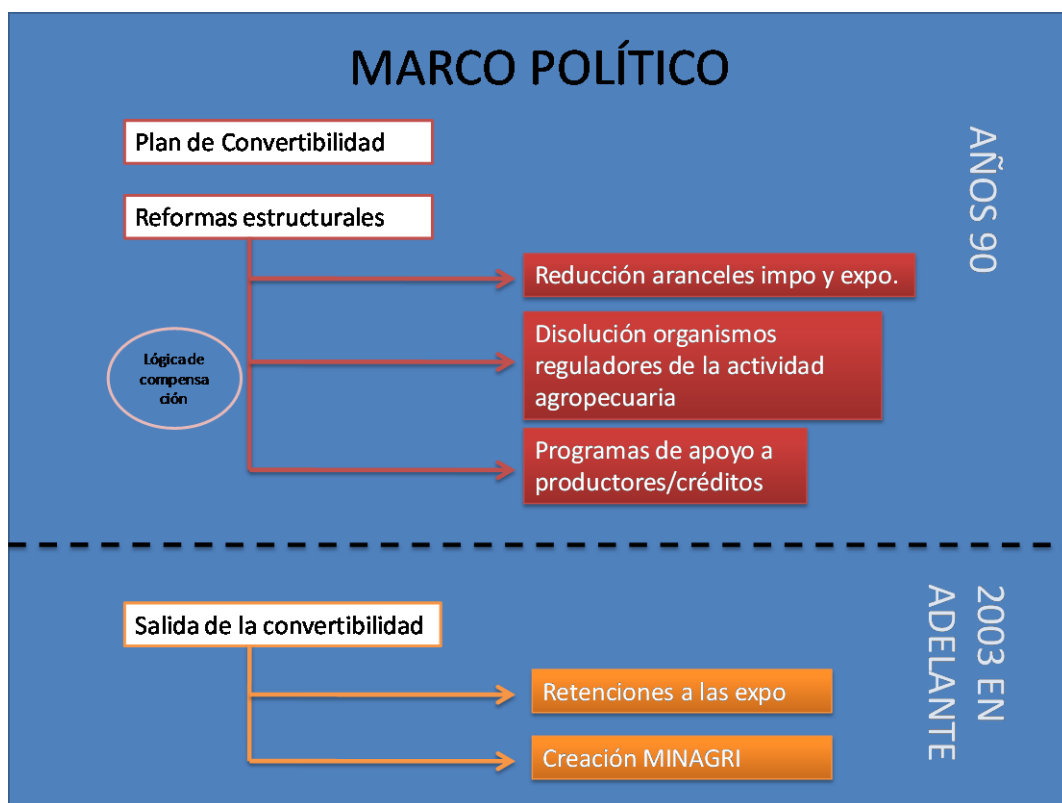 MARCO POLÍTICO
Plan de Convertibilidad
AÑOS 90
Reformas estructurales
Reducción aranceles impo y expo.
Disolución organismos
reguladores de la actividad
agropecuaria
Lógica de
compensa
ción
Programas de apoyo a
productores/créditos
2003 EN
ADELANTE
Salida de la convertibilidad
Retenciones a las expo
Creación MINAGRI